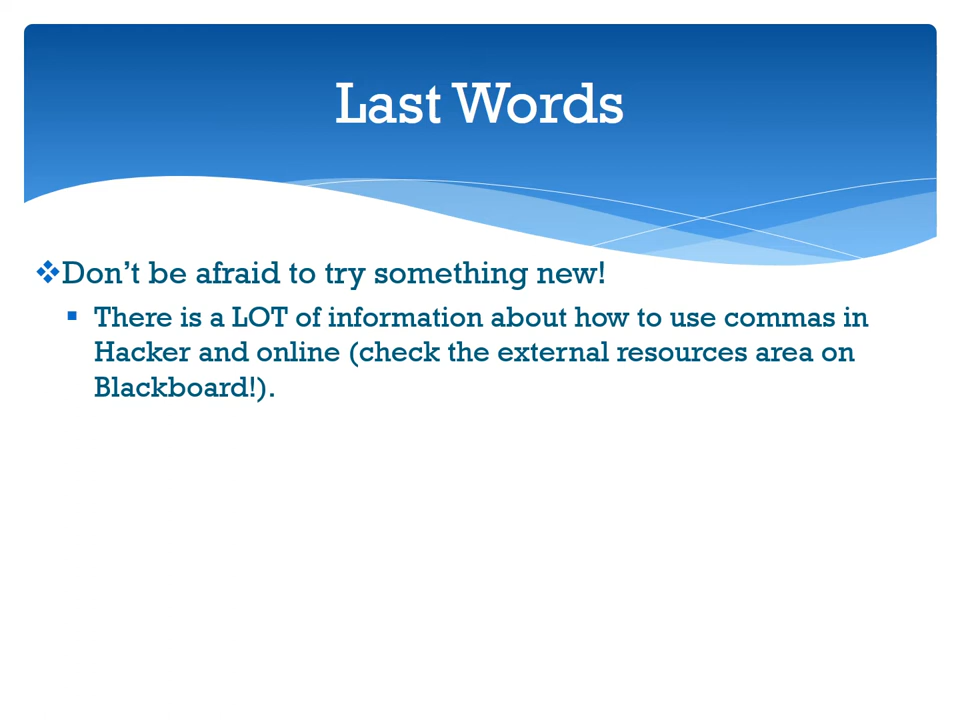 Last Words
Don’t be afraid to try something new!
There is a LOT of information about how to use commas in
Hacker and online (check the external resources area on
Blackboard!).